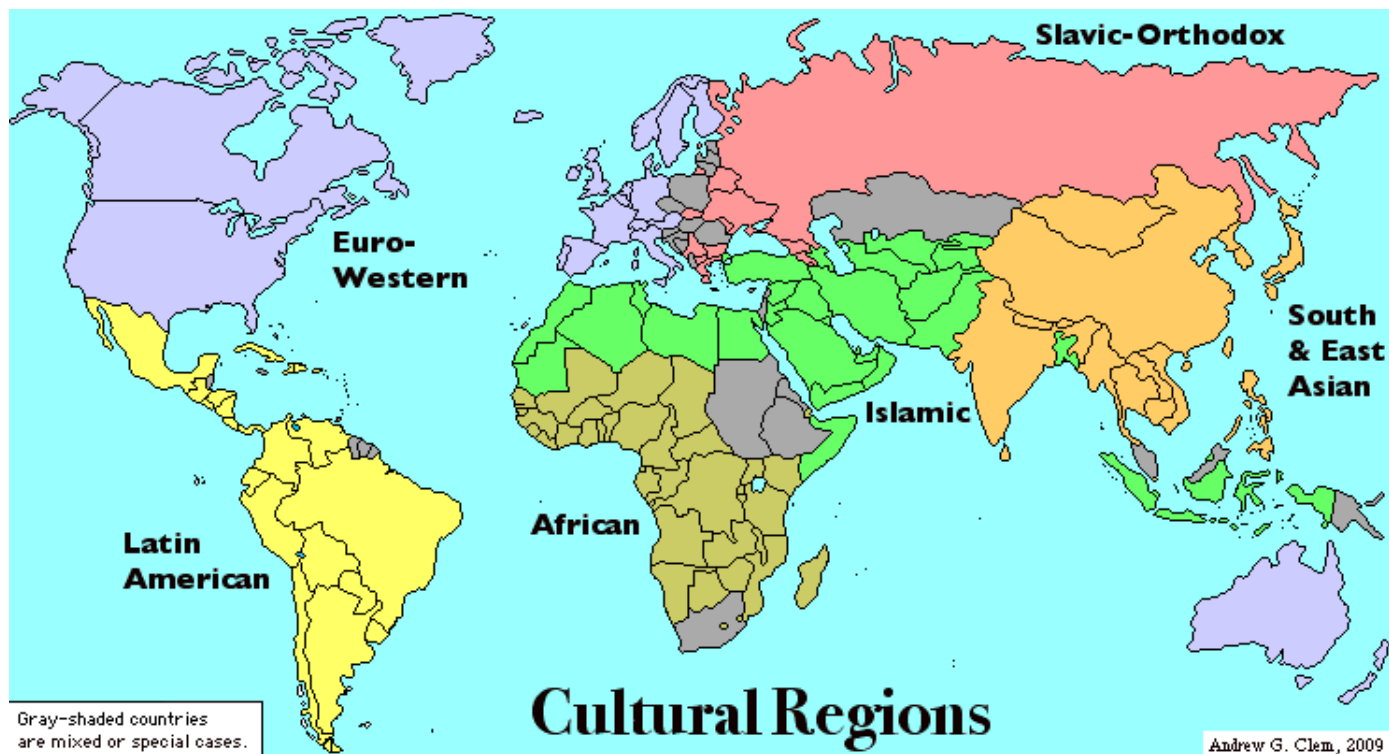 Slavic-Orthodox
Euro-
Western
South
& East
Asian
Islamic
African
Latin
American
Cultural Regions
Gray-shaded countries
are mixed or special cases.
Andrew G. Clem, 2009